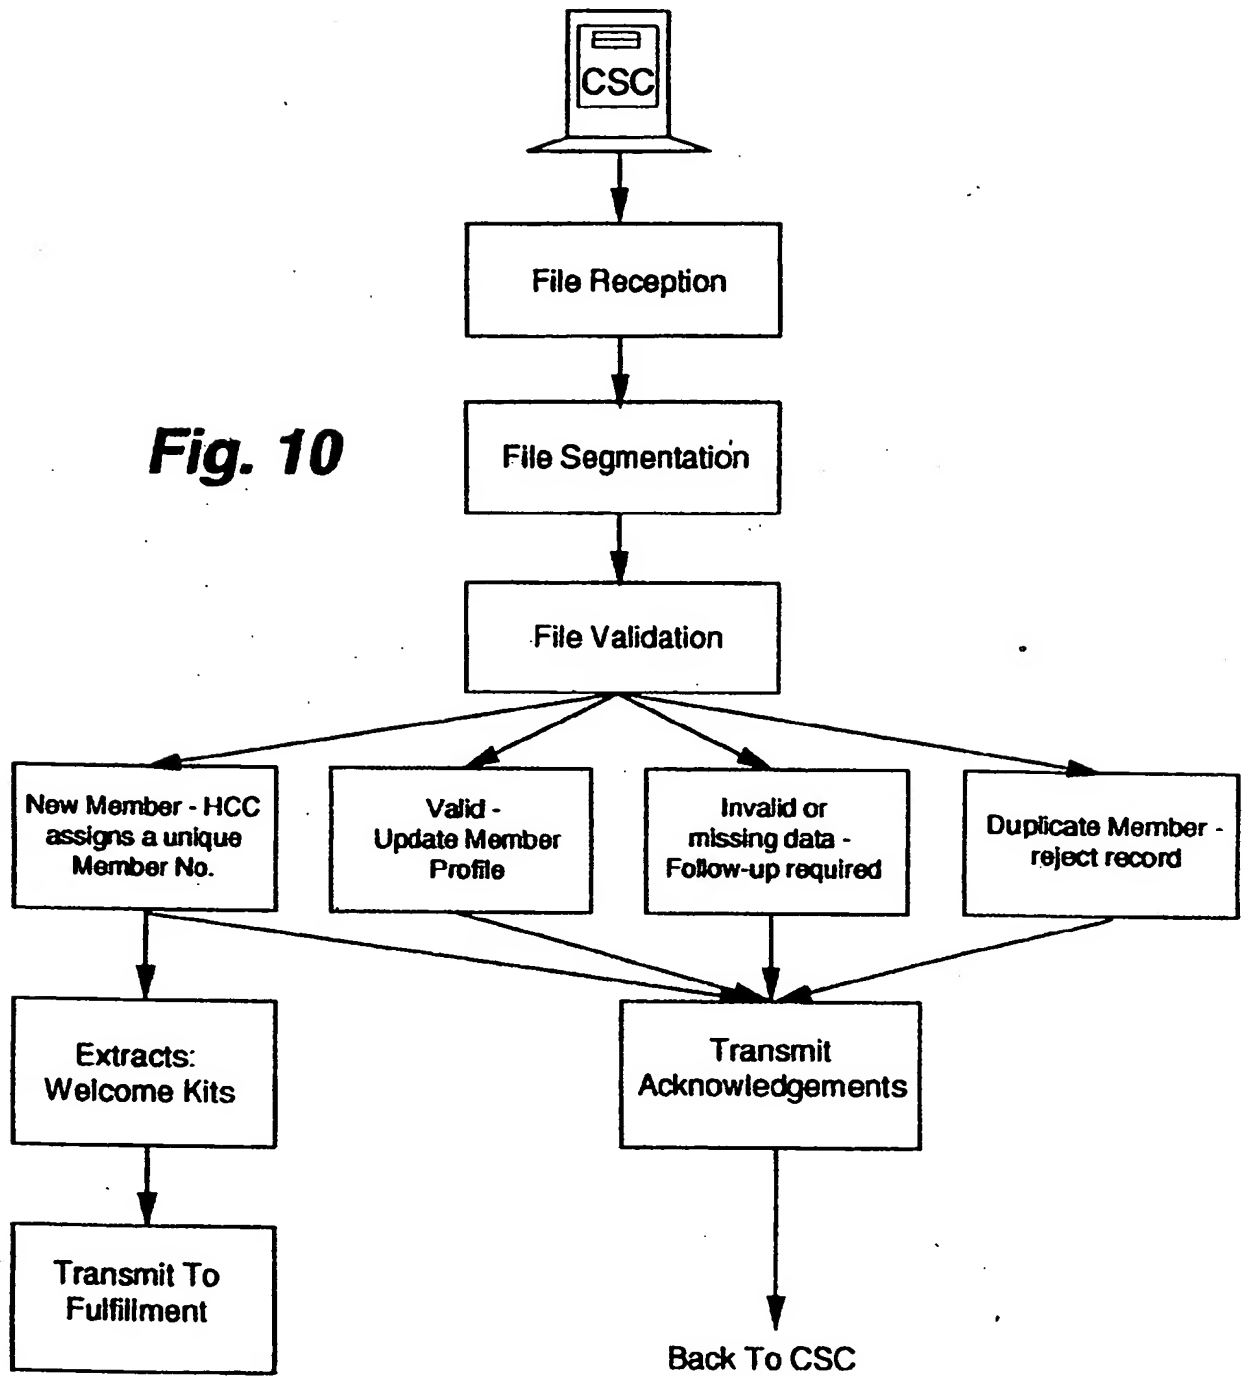 CSC
File Reception
Fig. 10
File Segmentation
File Validation
New Member - HCC
assigns a unique
Member No.
Valid -
Update Member
Profile
Invalid or
missing data -
Follow-up required
Duplicate Member -
reject record
Extracts:
Welcome Kits
Transmit
Acknowledgements
Transmit To
Fulfillment
Back To CSC